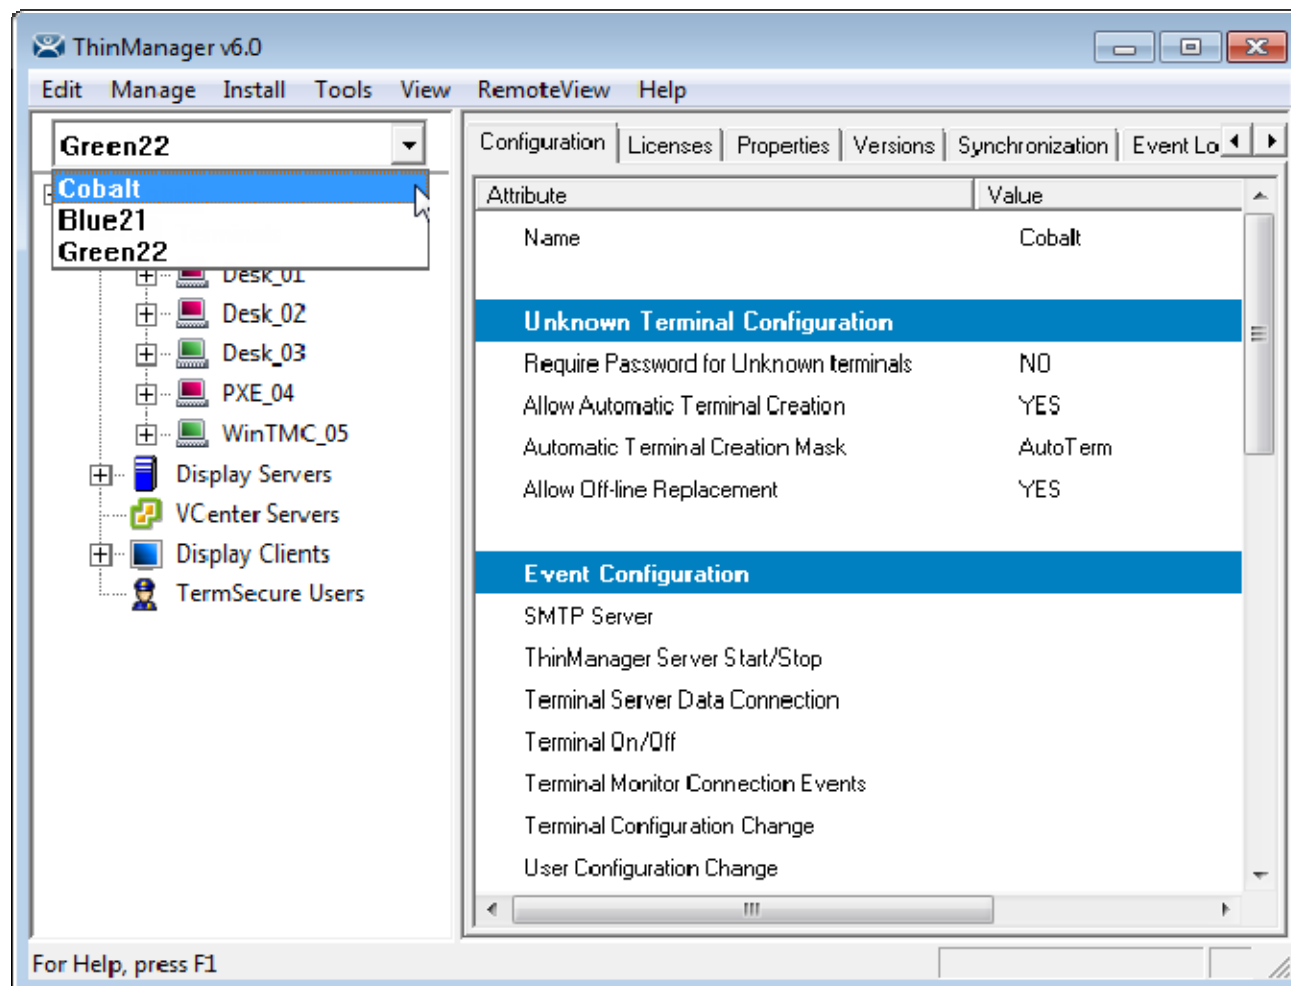 ThinManager v6.0
Edit Manage Install Tools View RemoteView Help
Green22
Cobalt
Blue21
Green22
Desk_01
Desk_02
Desk_03
PXE_04
WinTMC_05
Display Servers
VCenter Servers
Display Clients
TermSecure Users
Configuration Licenses Properties Versions Synchronization Event Lo
Attribute Value
Name Cobalt
Unknown Terminal Configuration
Require Password for Unknown terminals NO
Allow Automatic Terminal Creation YES
Automatic Terminal Creation Mask AutoTerm
Allow Off-line Replacement YES
Event Configuration
SMTP Server
ThinManager Server Start/Stop
Terminal Server Data Connection
Terminal On/Off
Terminal Monitor Connection Events
Terminal Configuration Change
User Configuration Change
For Help, press F1